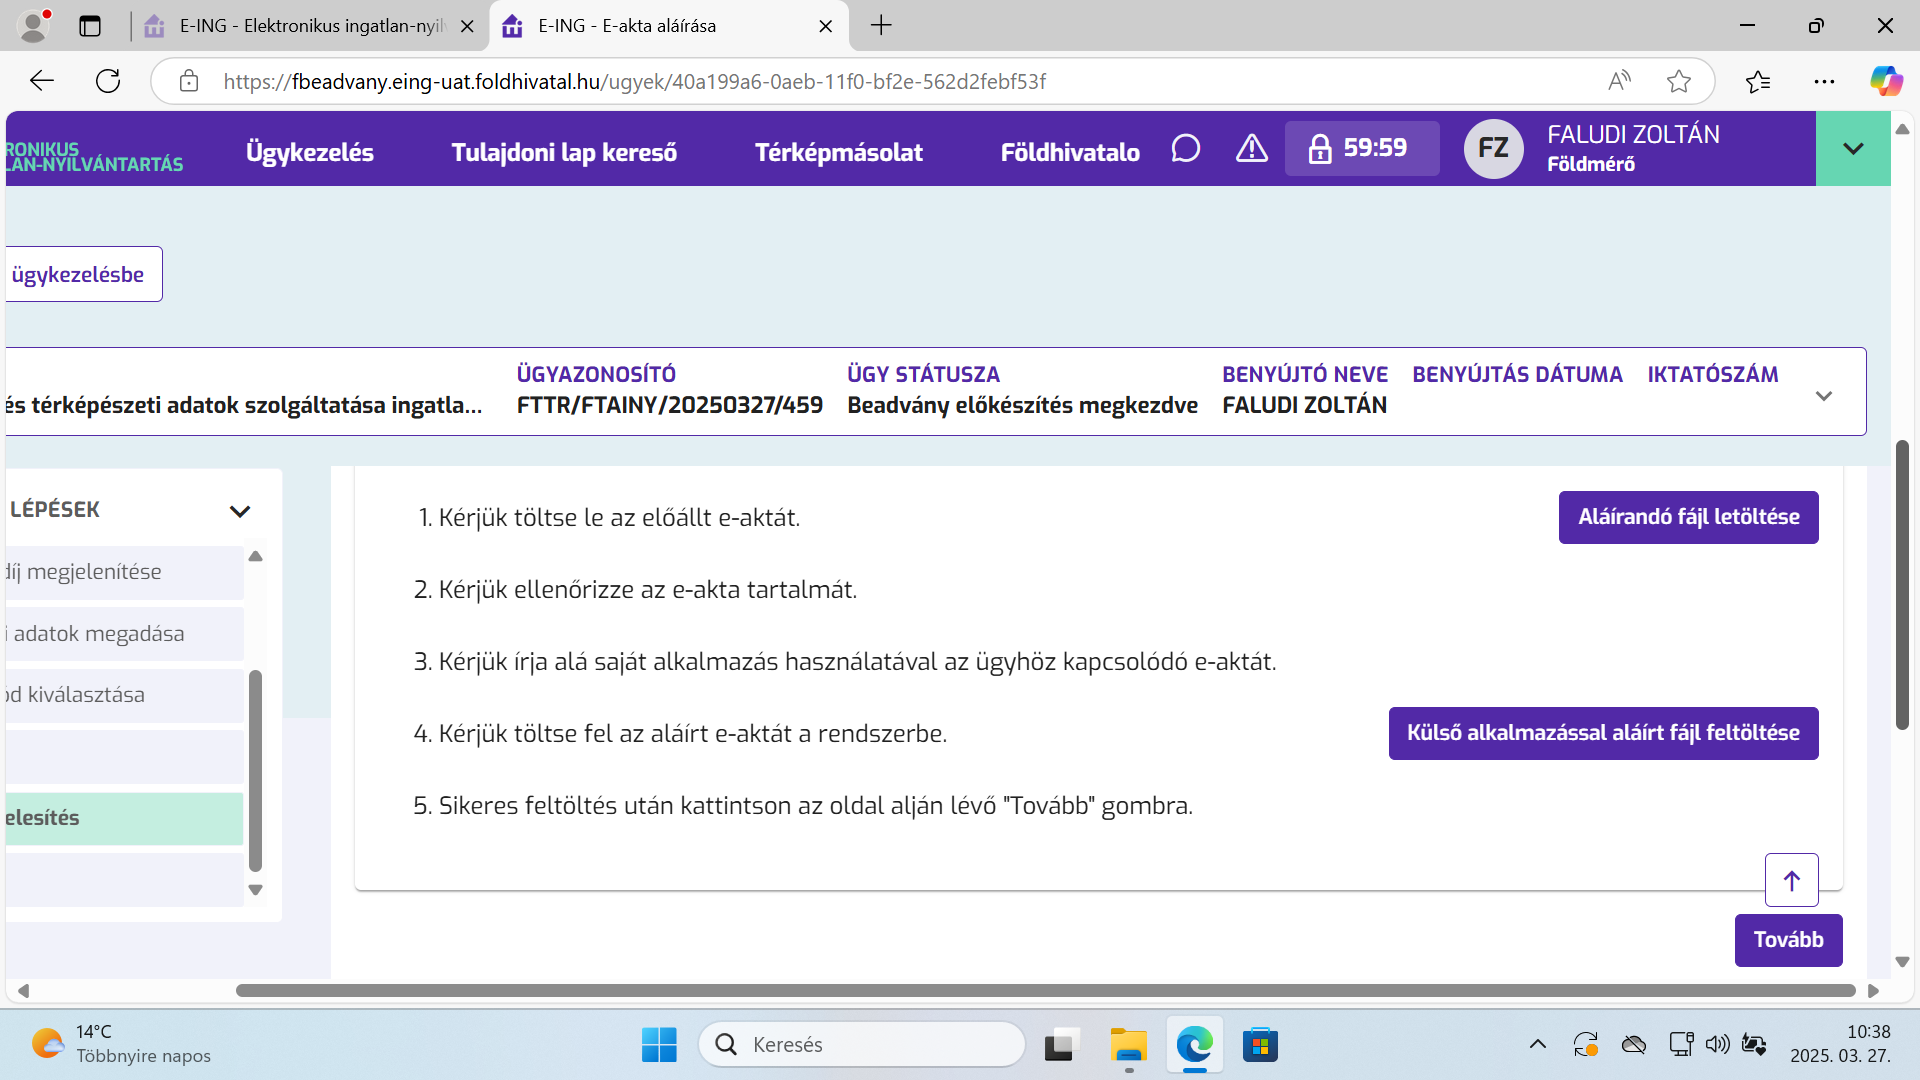 E-ING - Elektronikus ingatlan-nyil
E-ING - E-akta aláírása
https://fbeadvany.eing-uat.foldhivatal.hu/ugyek/40a199a6-0aeb-11f0-bf2e-562d2febf53f
RONIKUS
LAN-NYILVÁNTARTÁS
Ügykezelés
Tulajdoni lap kereső
Térképmásolat
Földhivatalo
59:59
FZ
FALUDI ZOLTÁN
Földmérő
ügykezelésbe
és térképészeti adatok szolgáltatása ingatla...
ÜGYAZONOSÍTÓ
FTTR/FTAINY/20250327/459
ÜGY STÁTUSZA
Beadvány előkészítés megkezdve
BENYÚJTÓ NEVE
FALUDI ZOLTÁN
BENYÚJTÁS DÁTUMA
IKTATÓSZÁM
LÉPÉSEK
díj megjelenítése
i adatok megadása
ód kiválasztása
elesítés
1. Kérjük töltse le az előállt e-aktát.
Aláírandó fájl letöltése
2. Kérjük ellenőrizze az e-akta tartalmát.
3. Kérjük írja alá saját alkalmazás használatával az ügyhöz kapcsolódó e-aktát.
4. Kérjük töltse fel az aláírt e-aktát a rendszerbe.
Külső alkalmazással aláírt fájl feltöltése
5. Sikeres feltöltés után kattintson az oldal alján lévő "Tovább" gombra.
Tovább
14°C
Többnyire napos
Keresés
10:38
2025. 03. 27.